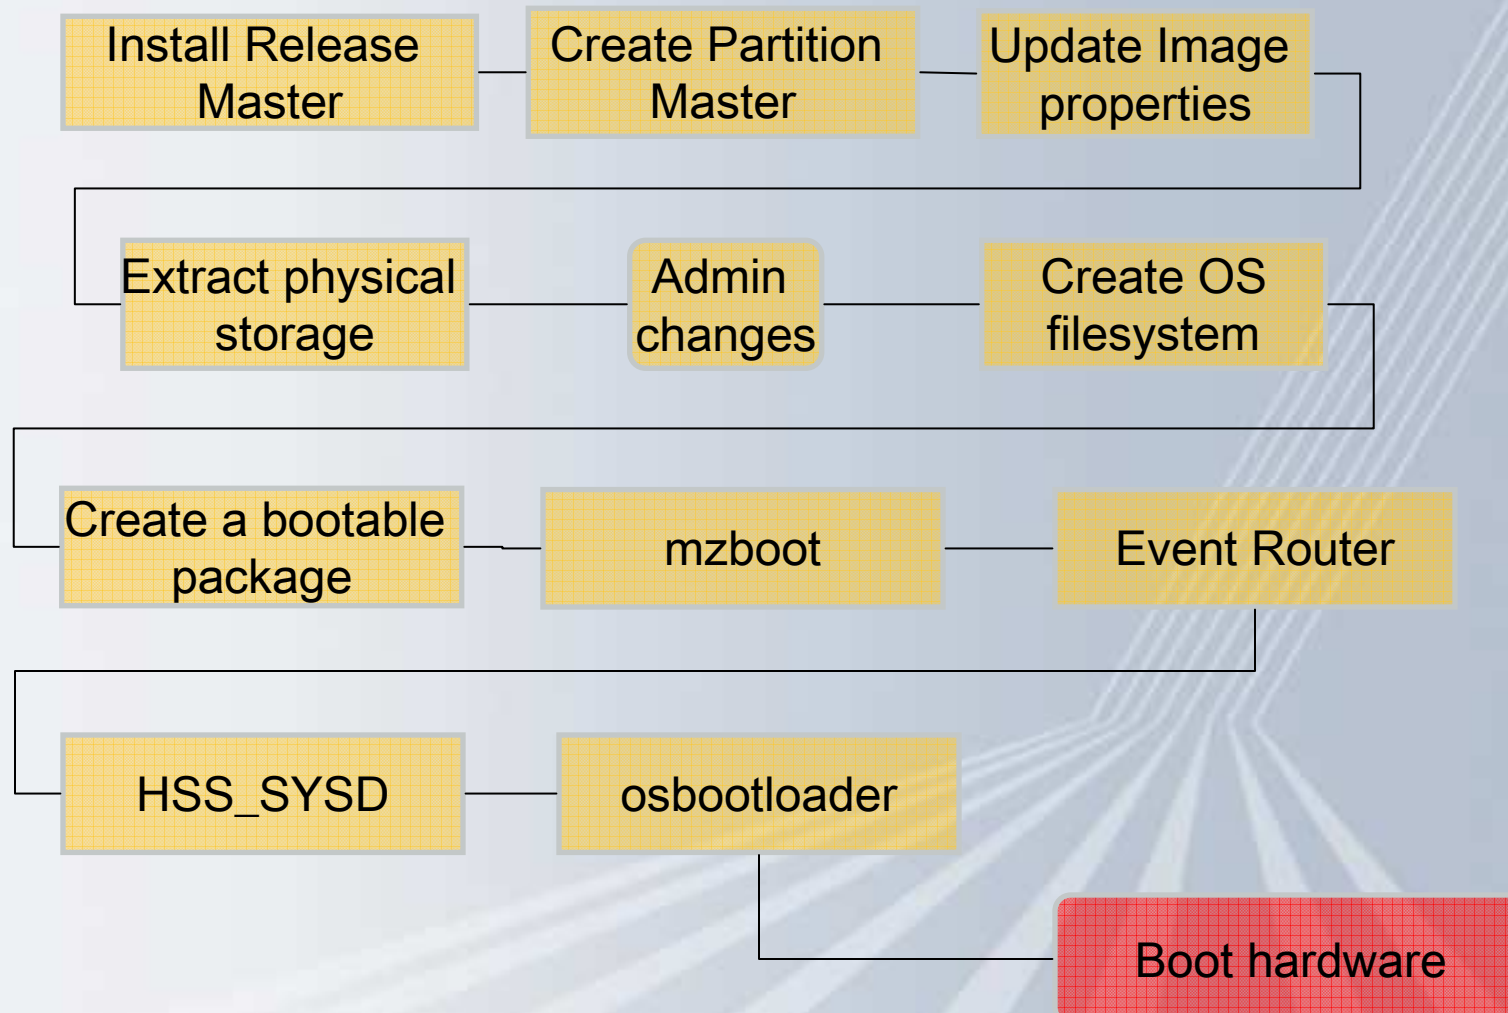 Install Release
Master
Create Partition
Master
Update Image
properties
Extract physical
storage
Admin
changes
Create OS
filesystem
Create a bootable
package
mzboot
Event Router
HSS_SYSD
osbootloader
Boot hardware